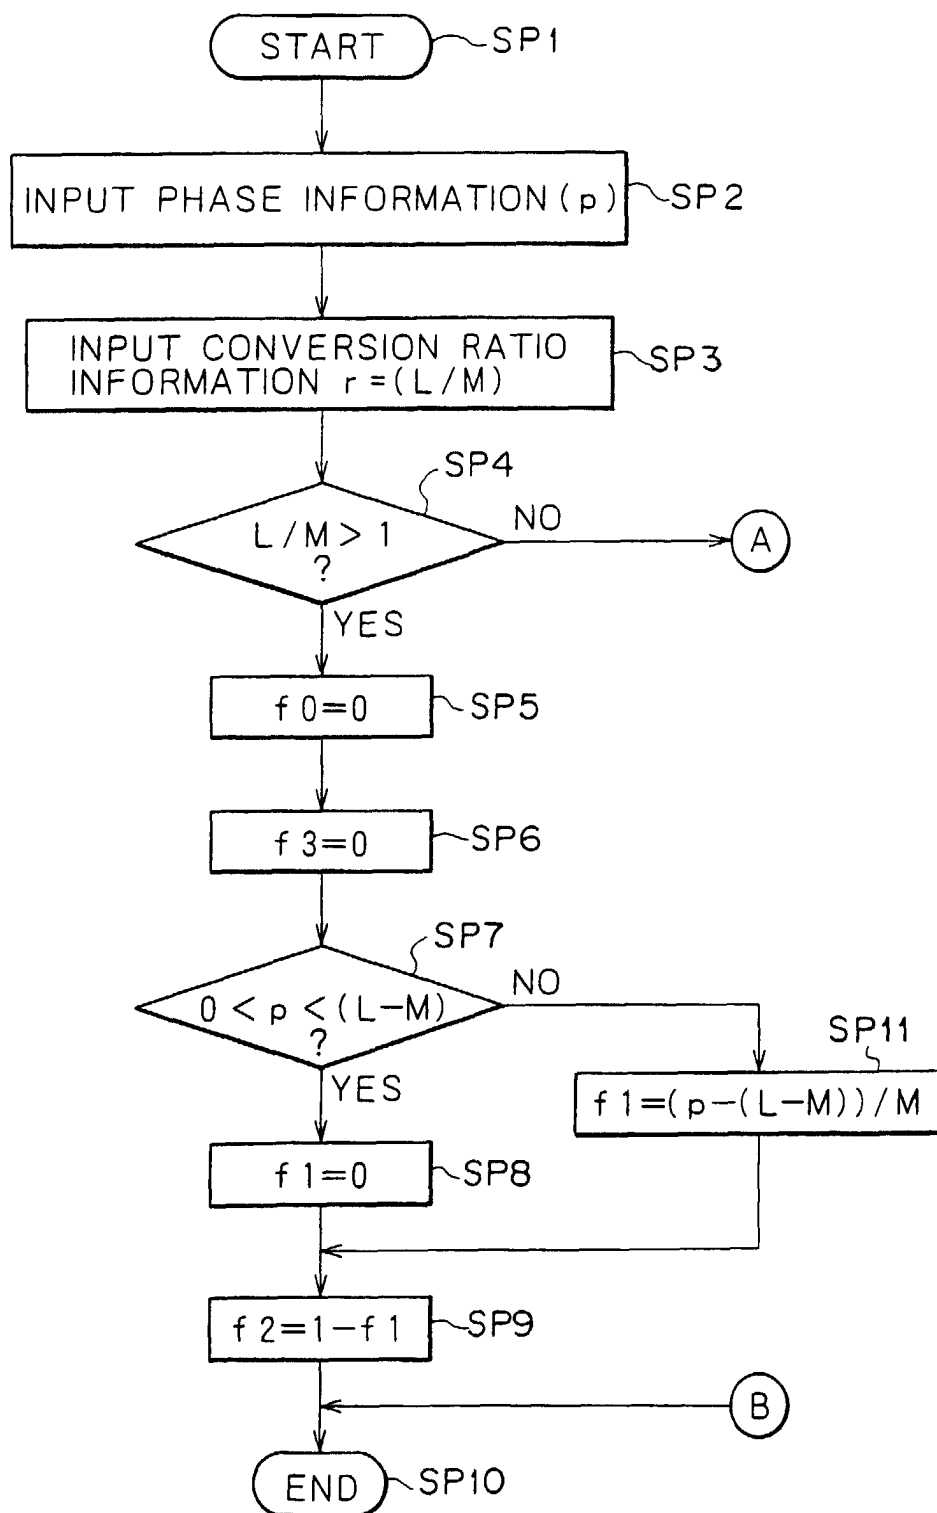 START
SP1
INPUT PHASE INFORMATION (p)
SP2
INPUT CONVERSION RATIO
INFORMATION r=(L/M)
SP3
SP4
L/M > 1
?
NO
A
YES
f0=0
SP5
f3=0
SP6
SP7
0 < p < (L-M)
?
NO
YES
SP11
f1=(p-(L-M))/M
f1=0
SP8
f2=1-f1
SP9
B
END
SP10